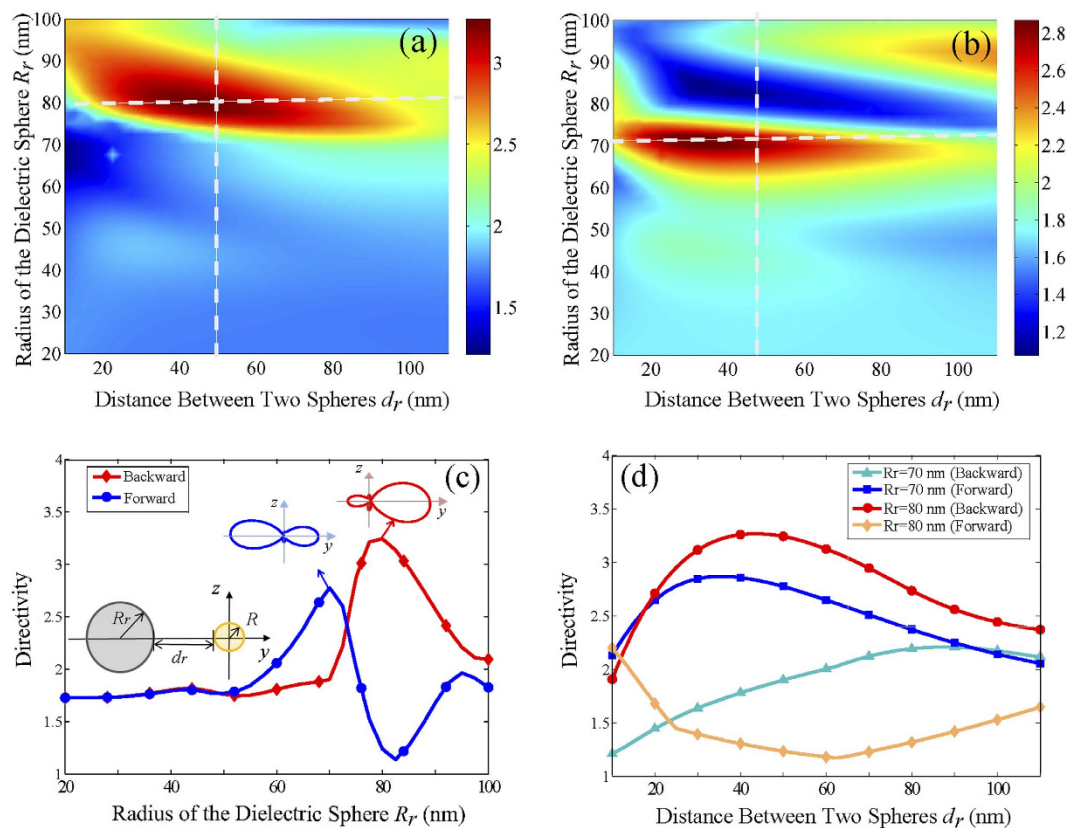 (a)
Radius of the Dielectric Sphere Rr (nm)
100
90
80
70
60
50
40
30
20
20 40 60 80 100
Distance Between Two Spheres dr (nm)
3
2.5
2
1.5
(b)
Radius of the Dielectric Sphere Rr (nm)
100
90
80
70
60
50
40
30
20
20 40 60 80 100
Distance Between Two Spheres dr (nm)
2.8
2.6
2.4
2.2
2
1.8
1.6
1.4
1.2
(c)
Backward
Forward
Directivity
4
3.5
3
2.5
2
1.5
1
z
y
z
y
Rr
dr
z
R
y
20 40 60 80 100
Radius of the Dielectric Sphere Rr (nm)
(d)
Rr=70 nm (Backward)
Rr=70 nm (Forward)
Rr=80 nm (Backward)
Rr=80 nm (Forward)
Directivity
4
3.5
3
2.5
2
1.5
1
20 40 60 80 100
Distance Between Two Spheres dr (nm)